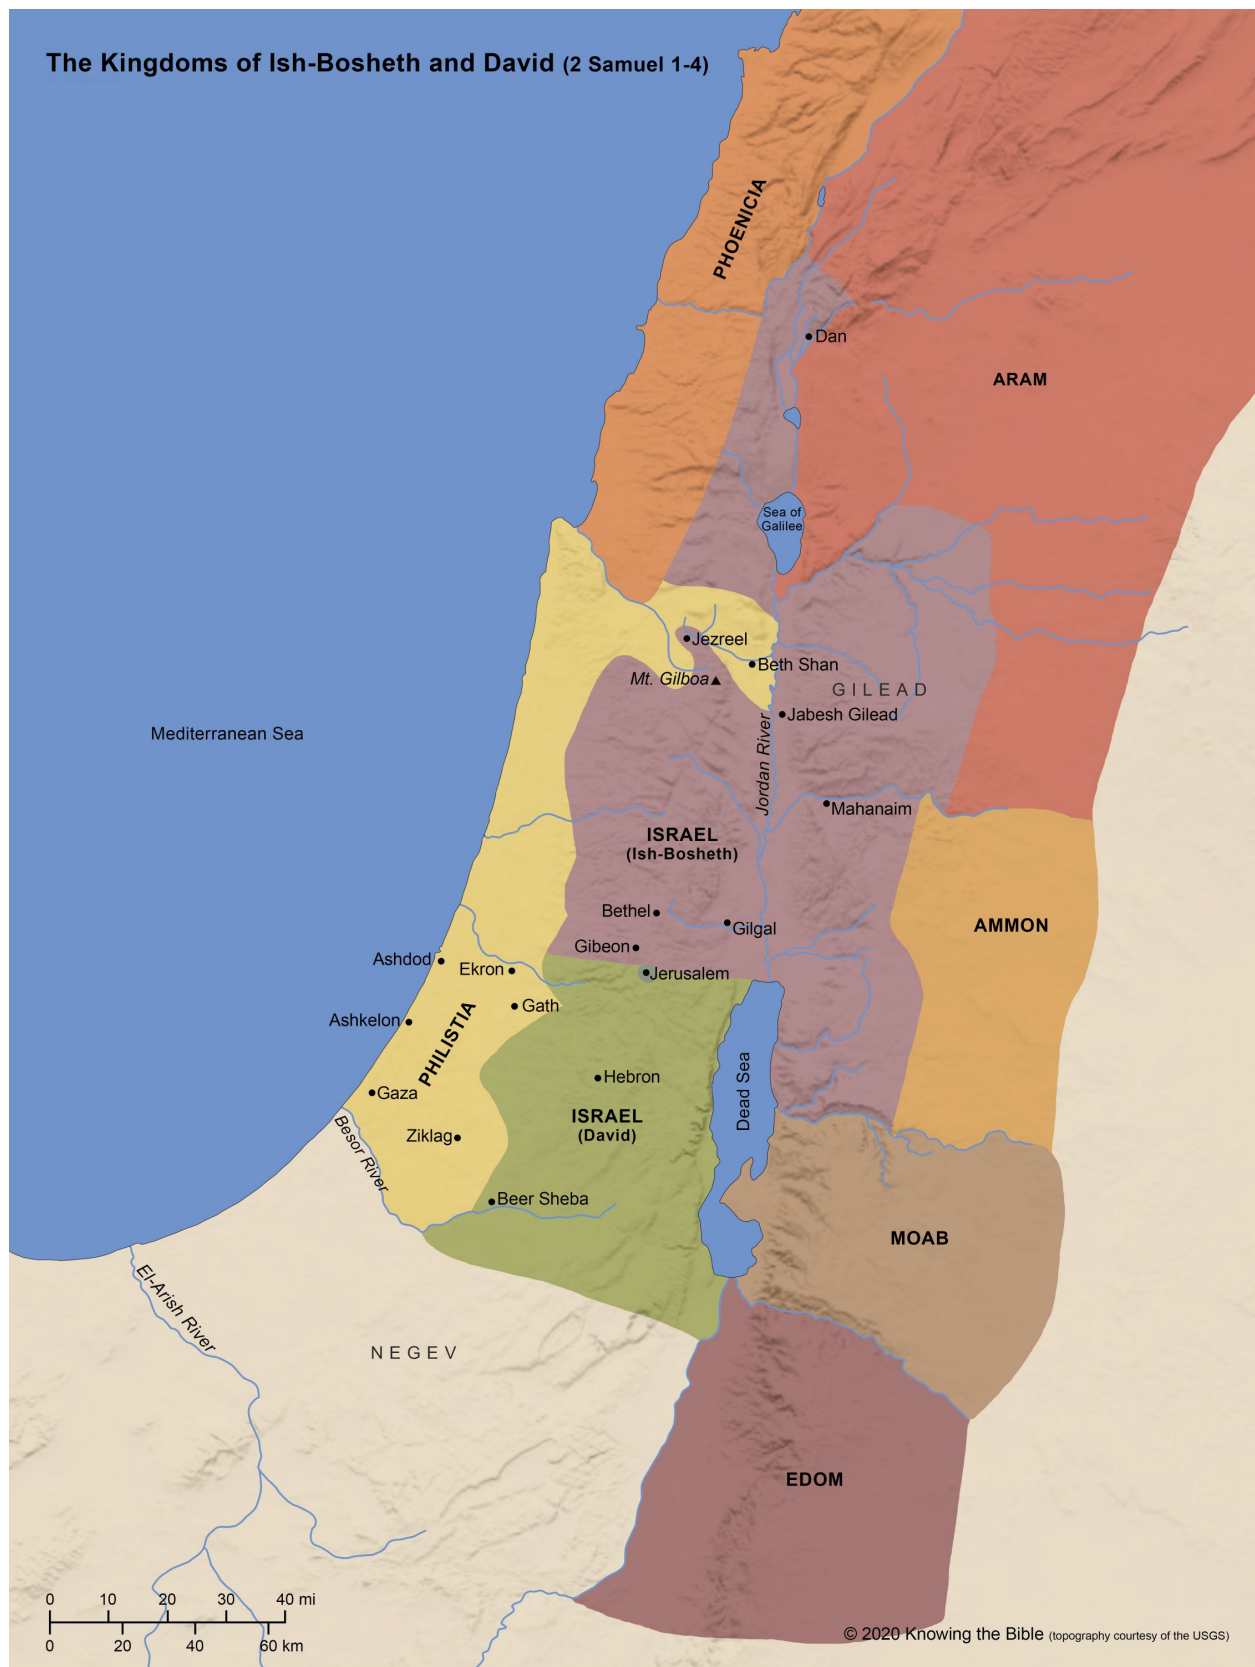 The Kingdoms of Ish-Bosheth and David (2 Samuel 1-4)
PHOENICIA
Dan
ARAM
Sea of
Galilee
Jezreel
Beth Shan
Mt. Gilboa
GILEAD
Jabesh Gilead
Mediterranean Sea
Jordan River
Mahanaim
ISRAEL
(Ish-Bosheth)
Bethel
Gilgal
AMMON
Gibeon
Ashdod
Ekron
Jerusalem
Gath
Ashkelon
PHILISTIA
Hebron
Dead Sea
Gaza
ISRAEL
(David)
Ziklag
Besor River
Beer Sheba
MOAB
El-Arish River
NEGEV
EDOM
0 10 20 30 40 mi
0 20 40 60 km
© 2020 Knowing the Bible (topography courtesy of the USGS)